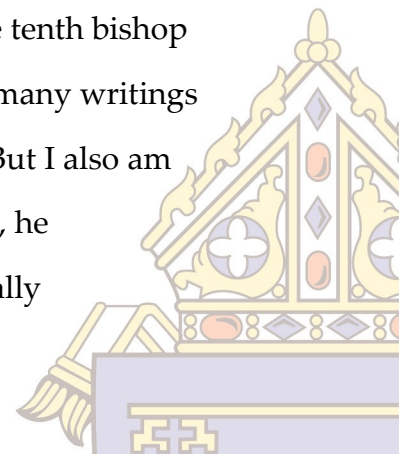 e tenth bishop
many writings
But I also am
, he
ally